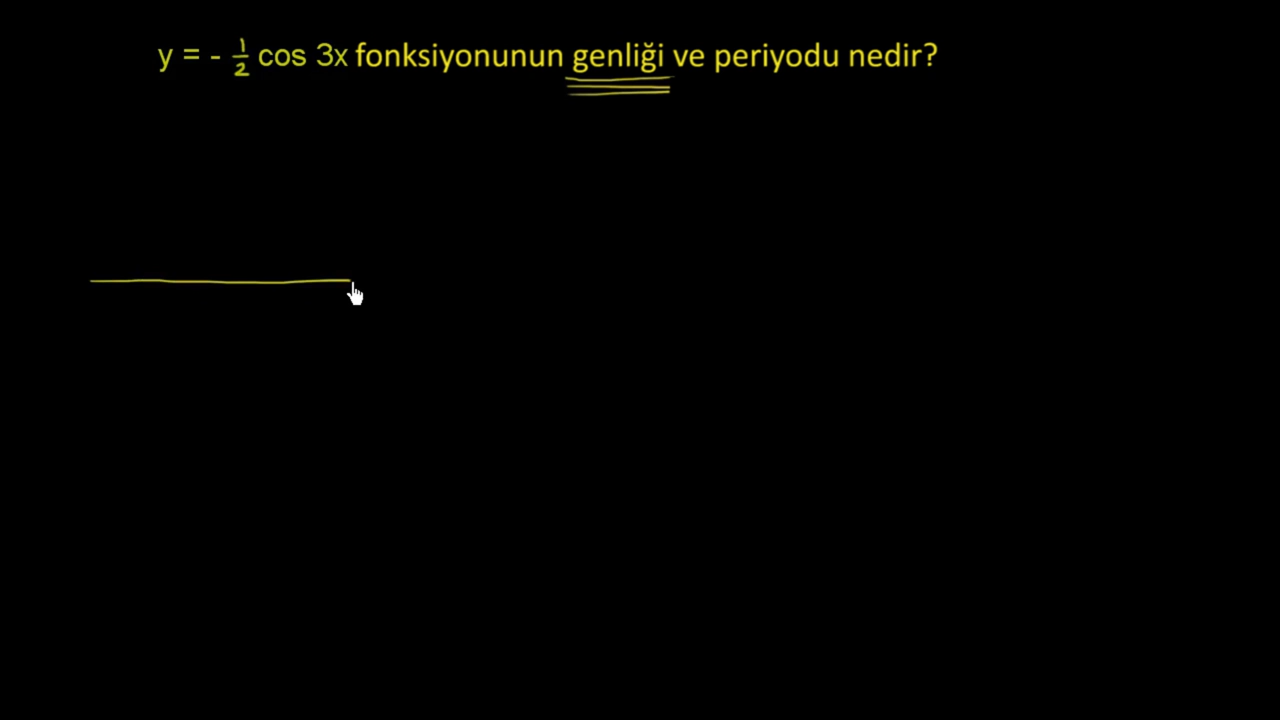 y = - 1/2 cos 3x fonksiyonunun genliği ve periyodu nedir?